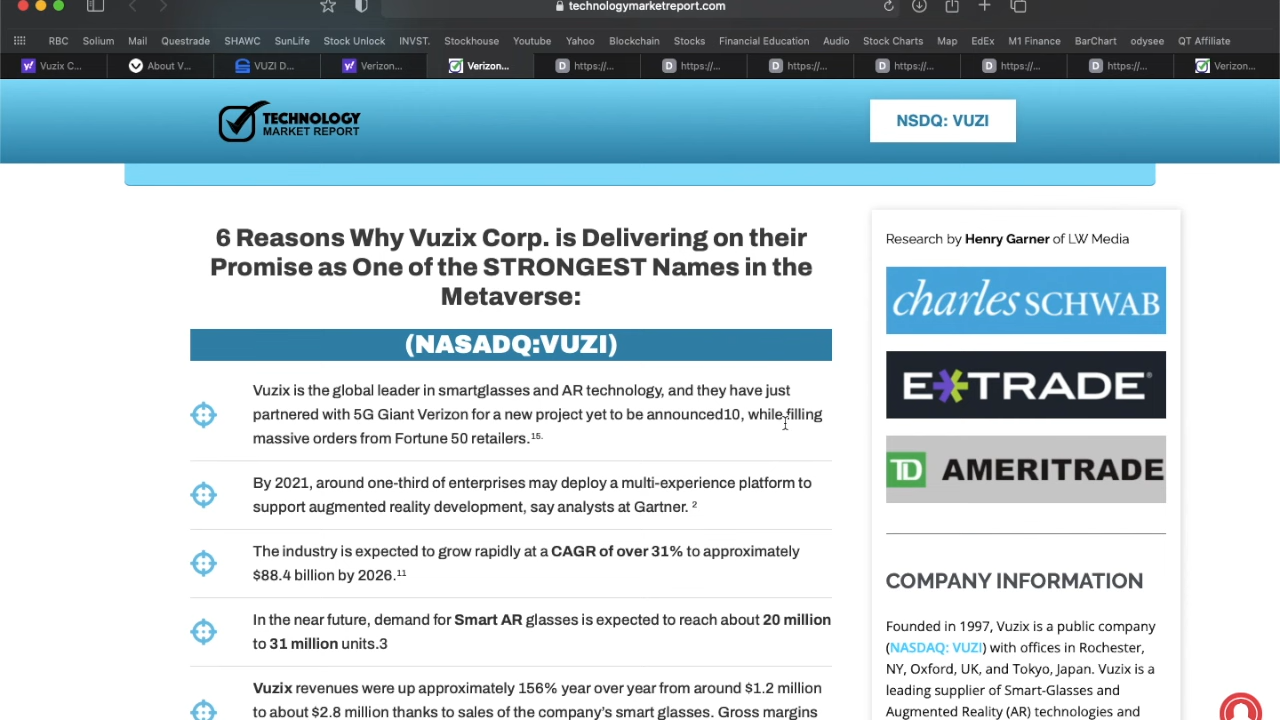 technologymarketreport.com
RBC Solium Mail Questrade SHAWC SunLife Stock Unlock INVST. Stockhouse Youtube Yahoo Blockchain Stocks Financial Education Audio Stock Charts Map EdEx M1 Finance BarChart odysee QT Affiliate
Vuzix C... About V... VUZI D... Verizon... Verizon... https://... https://... https://... https://... https://... https://... Verizon...
TECHNOLOGY
MARKET REPORT
NSDQ: VUZI
6 Reasons Why Vuzix Corp. is Delivering on their
Promise as One of the STRONGEST Names in the
Metaverse:
(NASADQ:VUZI)
Vuzix is the global leader in smartglasses and AR technology, and they have just
partnered with 5G Giant Verizon for a new project yet to be announced10, while filling
massive orders from Fortune 50 retailers.15.
By 2021, around one-third of enterprises may deploy a multi-experience platform to
support augmented reality development, say analysts at Gartner. 2
The industry is expected to grow rapidly at a CAGR of over 31% to approximately
$88.4 billion by 2026.11
In the near future, demand for Smart AR glasses is expected to reach about 20 million
to 31 million units.3
Vuzix revenues were up approximately 156% year over year from around $1.2 million
to about $2.8 million thanks to sales of the company's smart glasses. Gross margins
Research by Henry Garner of LW Media
charles SCHWAB
E*TRADE®
TD AMERITRADE
COMPANY INFORMATION
Founded in 1997, Vuzix is a public company
(NASDAQ: VUZI) with offices in Rochester,
NY, Oxford, UK, and Tokyo, Japan. Vuzix is a
leading supplier of Smart-Glasses and
Augmented Reality (AR) technologies and